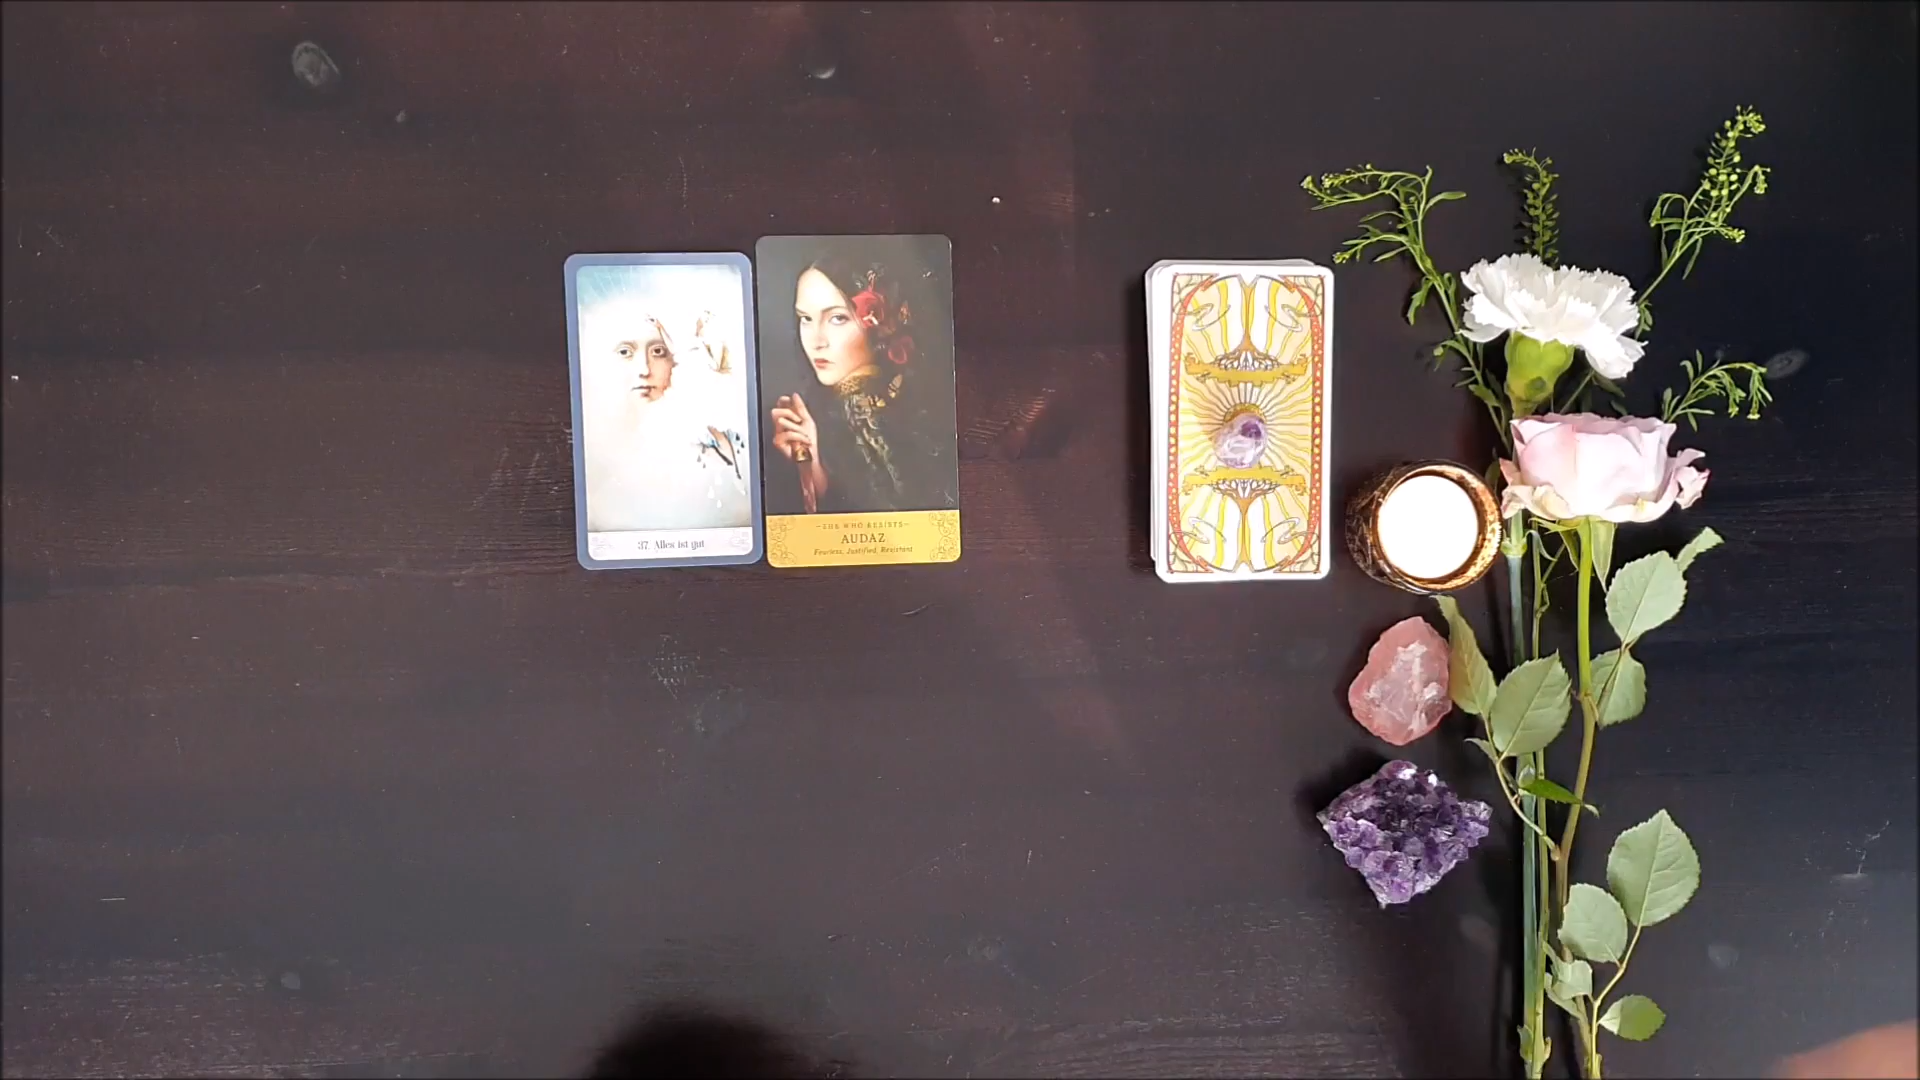 37. Alles ist gut
~SHE WHO RESISTS~
AUDAZ
Fearless, Justified, Resistant